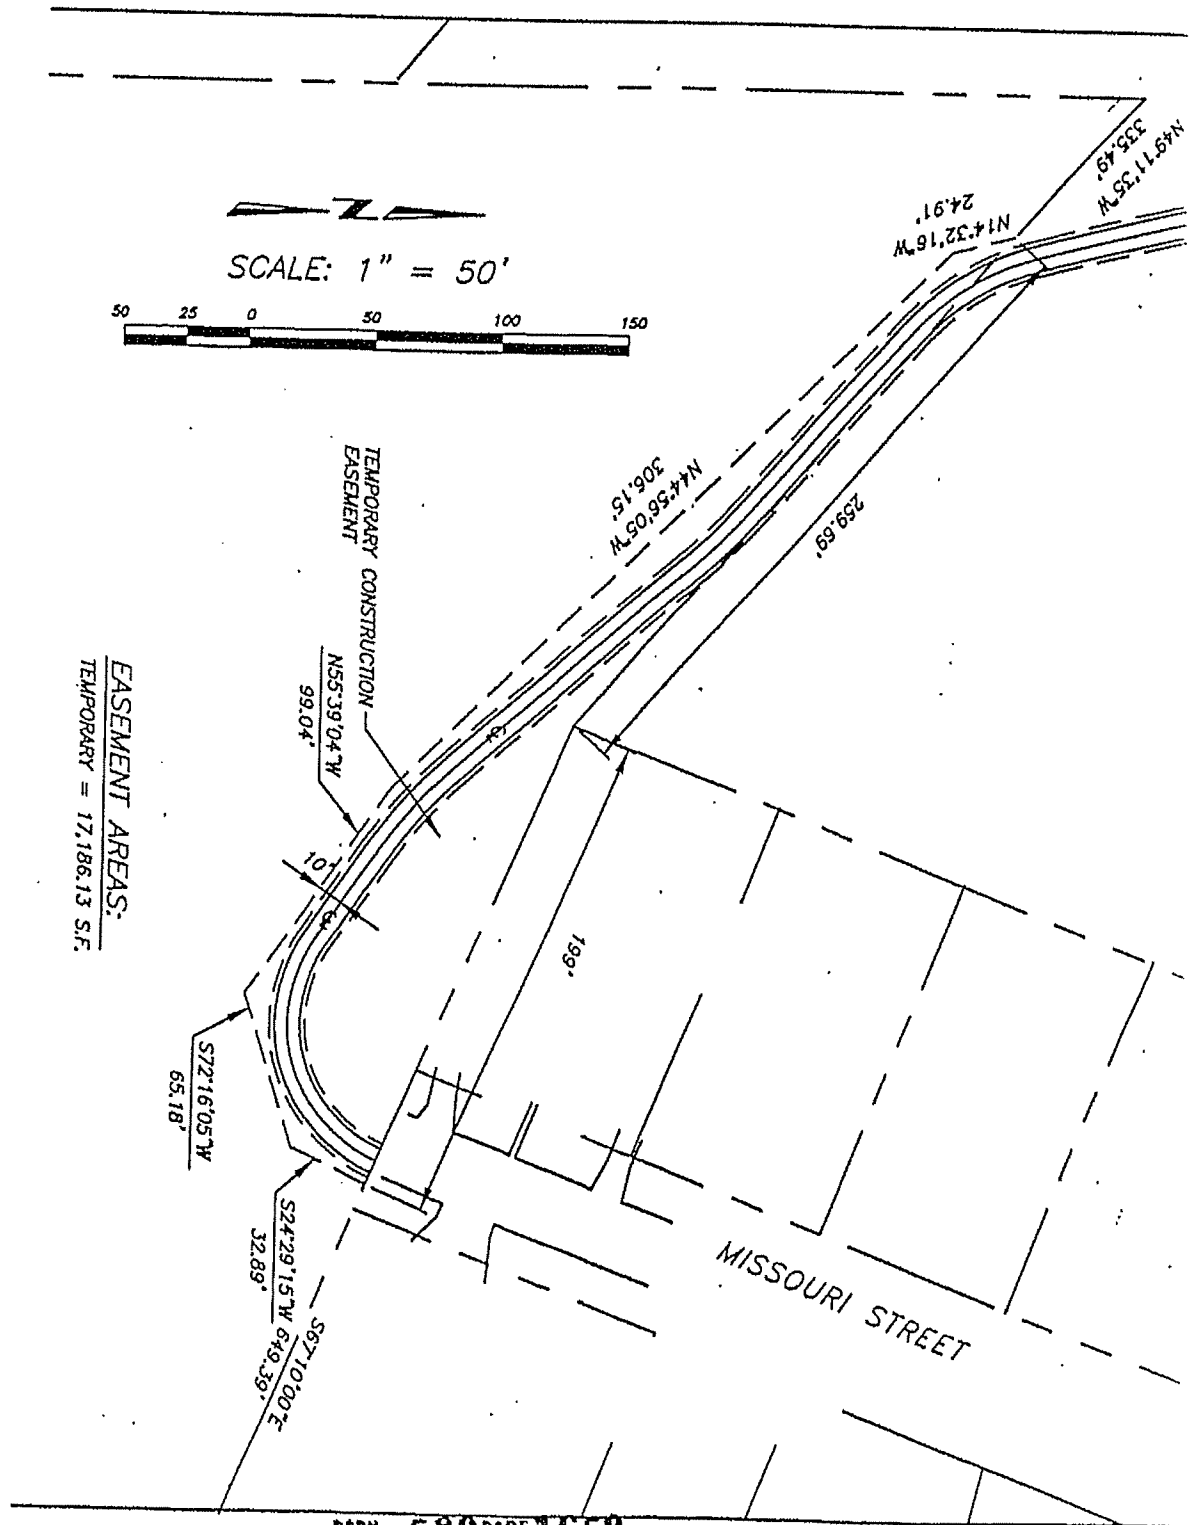 N49°11'35"W
335.49'
N14°32'16"W
24.91'
N
SCALE: 1" = 50'
50 25 0 50 100 150
N44°56'05"W
306.15'
259.69'
TEMPORARY CONSTRUCTION
EASEMENT
N55°39'04"W
99.04'
G
10'
G
EASEMENT AREAS:
TEMPORARY = 17,186.13 S.F.
199'
S72°16'05"W
65.18'
S24°29'15"W
32.89'
S67°10'00"E
649.39'
MISSOURI STREET